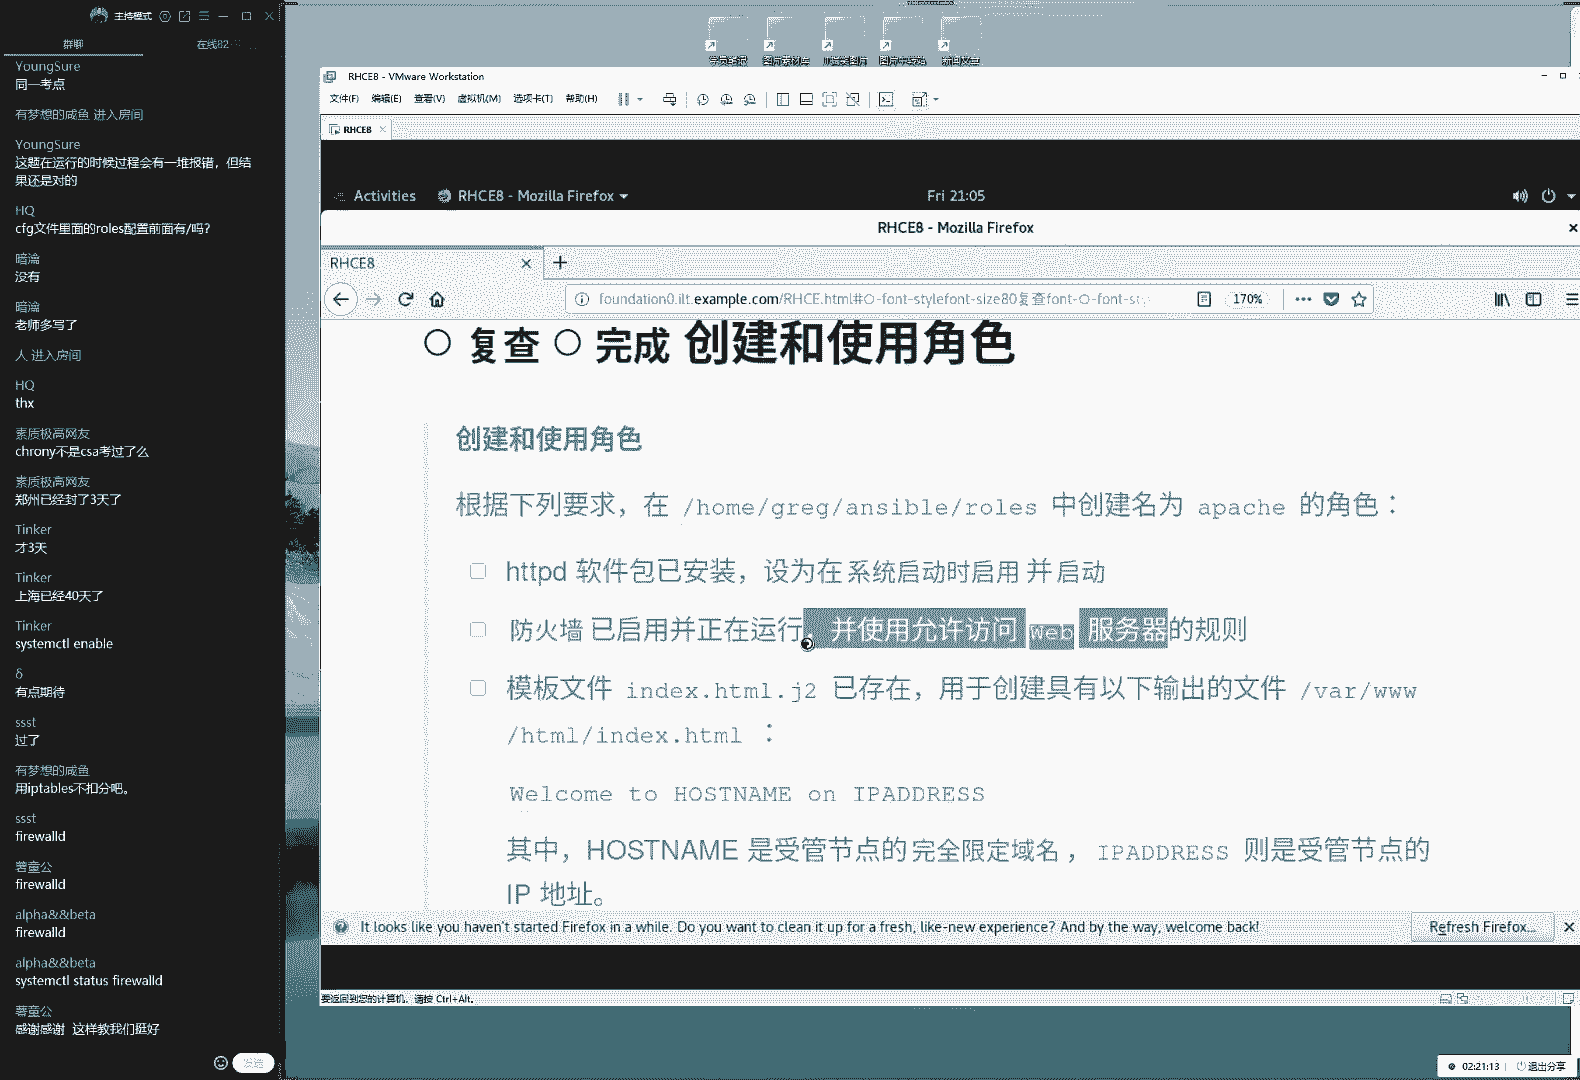 主持模式
群聊
在线82
YoungSure
同一考点
有梦想的咸鱼 进入房间
YoungSure
这题在运行的时候过程会有一堆报错，但结
果还是对的
HQ
cfg文件里面的roles配置前面有/吗？
暗瀹
没有
暗瀹
老师多写了
人 进入房间
HQ
thx
素质极高网友
chrony不是csa考过了么
素质极高网友
郑州已经封了3天了
Tinker
才3天
Tinker
上海已经40天了
Tinker
systemctl enable
δ
有点期待
ssst
过了
有梦想的咸鱼
用iptables不扣分吧。
ssst
firewalld
薯童公
firewalld
alpha&&beta
firewalld
alpha&&beta
systemctl status firewalld
薯童公
感谢感谢 这样教我们挺好
发送
RHCE8 - VMware Workstation
文件(F) 编辑(E) 查看(V) 虚拟机(M) 选项卡(T) 帮助(H)
RHCE8
Activities RHCE8 - Mozilla Firefox Fri 21:05
RHCE8 - Mozilla Firefox
RHCE8
foundation0.ilt.example.com/RHCE.html#○-font-stylefont-size80复查font-○-font-st 170%
复查 完成 创建和使用角色
创建和使用角色
根据下列要求，在 /home/greg/ansible/roles 中创建名为 apache 的角色：
httpd 软件包已安装，设为在系统启动时启用并启动
防火墙 已启用并正在运行，并使用允许访问 Web 服务器的规则
模板文件 index.html.j2 已存在，用于创建具有以下输出的文件 /var/www
/html/index.html ：
Welcome to HOSTNAME on IPADDRESS
其中，HOSTNAME 是受管节点的完全限定域名，IPADDRESS 则是受管节点的
IP 地址。
It looks like you haven't started Firefox in a while. Do you want to clean it up for a fresh, like-new experience? And by the way, welcome back! Refresh Firefox...
要返回到您的计算机，请按 Ctrl+Alt。
02:21:13 退出分享